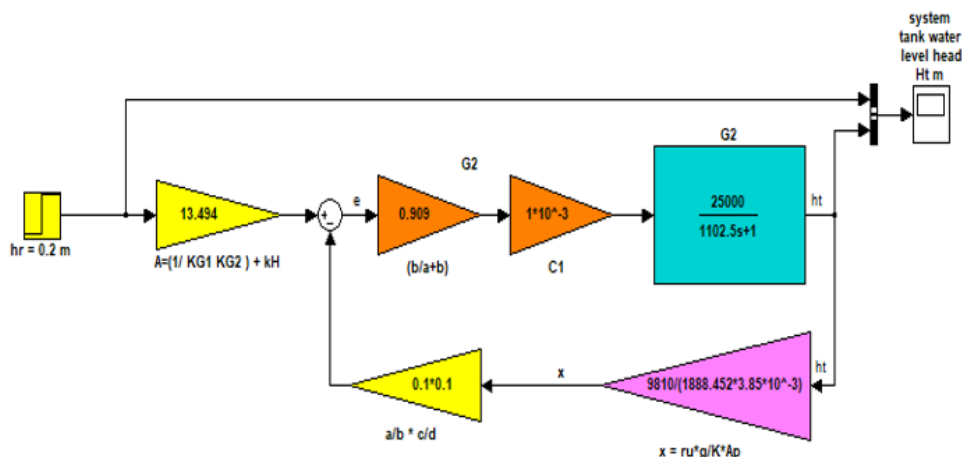 system
tank water
level head
Ht m
G2
G2
13.494
e
0.909
1*10^-3
25000
1102.5s+1
ht
hr = 0.2 m
A=(1/ KG1 KG2 ) + kH
(b/a+b)
C1
0.1*0.1
x
9810/(1888.452*3.85*10^-3)
ht
a/b * c/d
x = ru*g/K*Ap